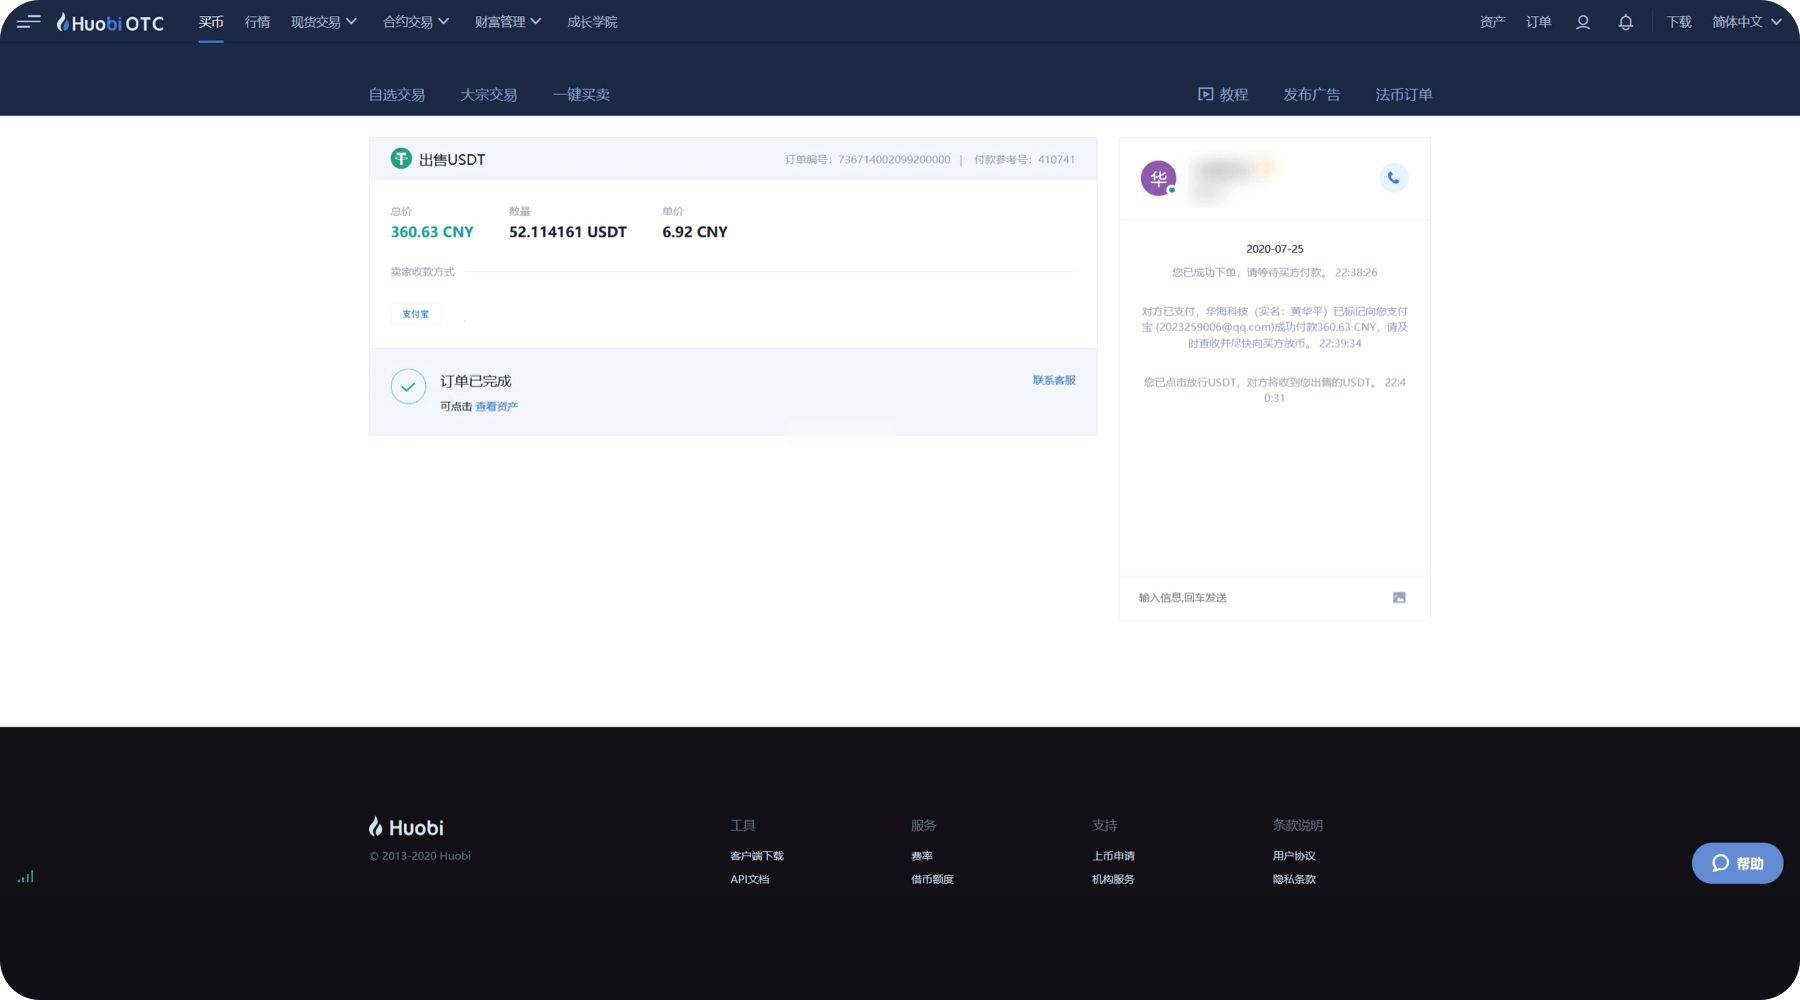 Huobi OTC 买币 行情 现货交易 合约交易 财富管理 成长学院 资产 订单 下载 简体中文
自选交易 大宗交易 一键买卖 教程 发布广告 法币订单
出售USDT 订单编号：736714002099200000 | 付款参考号：410741
总价 数量 单价
360.63 CNY 52.114161 USDT 6.92 CNY
卖家收款方式
支付宝
订单已完成 联系客服
可点击 查看资产
华
2020-07-25
您已成功下单，请等待买方付款。 22:38:26
对方已支付，华海科技（实名：黄华平）已标记向您支付
宝 (2023259006@qq.com)成功付款360.63 CNY，请及
时查收并尽快向买方放币。 22:39:34
您已点击放行USDT，对方将收到您出售的USDT。 22:4
0:31
输入信息,回车发送
Huobi 工具 服务 支持 条款说明
© 2013-2020 Huobi 客户端下载 费率 上币申请 用户协议
API文档 借币额度 机构服务 隐私条款
帮助